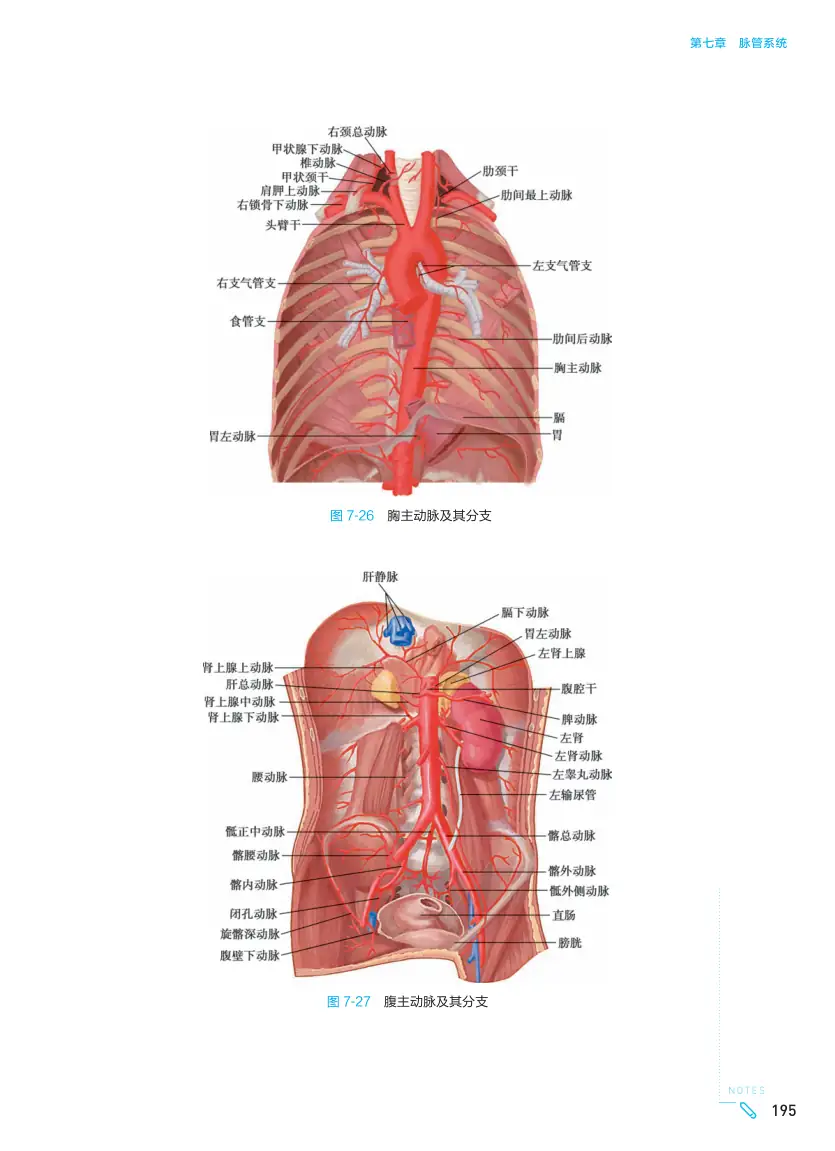 第七章 脉管系统
右颈总动脉
甲状腺下动脉
椎动脉
甲状颈干
肩胛上动脉
右锁骨下动脉
头臂干
右支气管支
食管支
胃左动脉
肋颈干
肋间最上动脉
左支气管支
肋间后动脉
胸主动脉
膈
胃
图 7-26 胸主动脉及其分支
肝静脉
肾上腺上动脉
肝总动脉
肾上腺中动脉
肾上腺下动脉
腰动脉
骶正中动脉
髂腰动脉
髂内动脉
闭孔动脉
旋髂深动脉
腹壁下动脉
膈下动脉
胃左动脉
左肾上腺
腹腔干
脾动脉
左肾
左肾动脉
左睾丸动脉
左输尿管
髂总动脉
髂外动脉
骶外侧动脉
直肠
膀胱
图 7-27 腹主动脉及其分支
NOTES
195